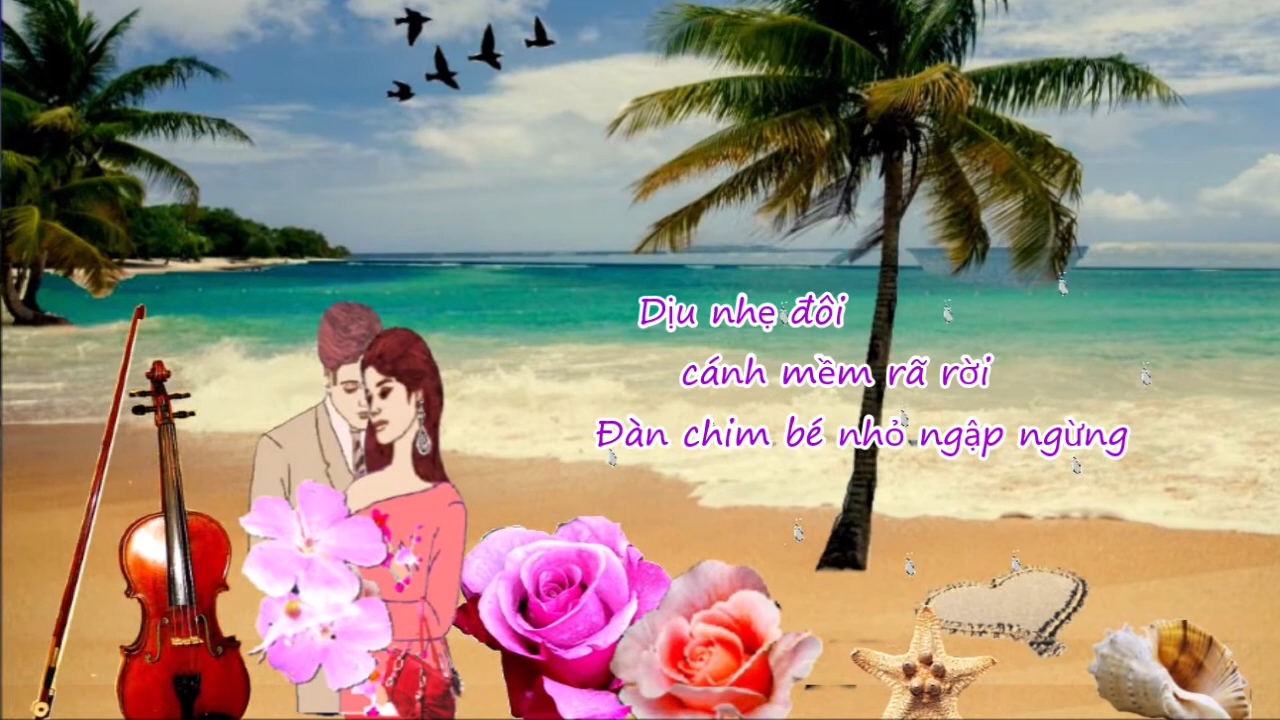 Dịu nhẹ đôi
cánh mềm rã rời
Đàn chim bé nhỏ ngập ngừng